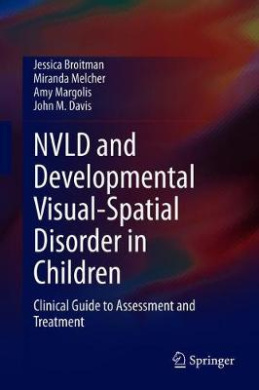 Jessica Broitman
Miranda Melcher
Amy Margolis
John M. Davis
NVLD and
Developmental
Visual-Spatial
Disorder in
Children
Clinical Guide to Assessment and
Treatment
Springer